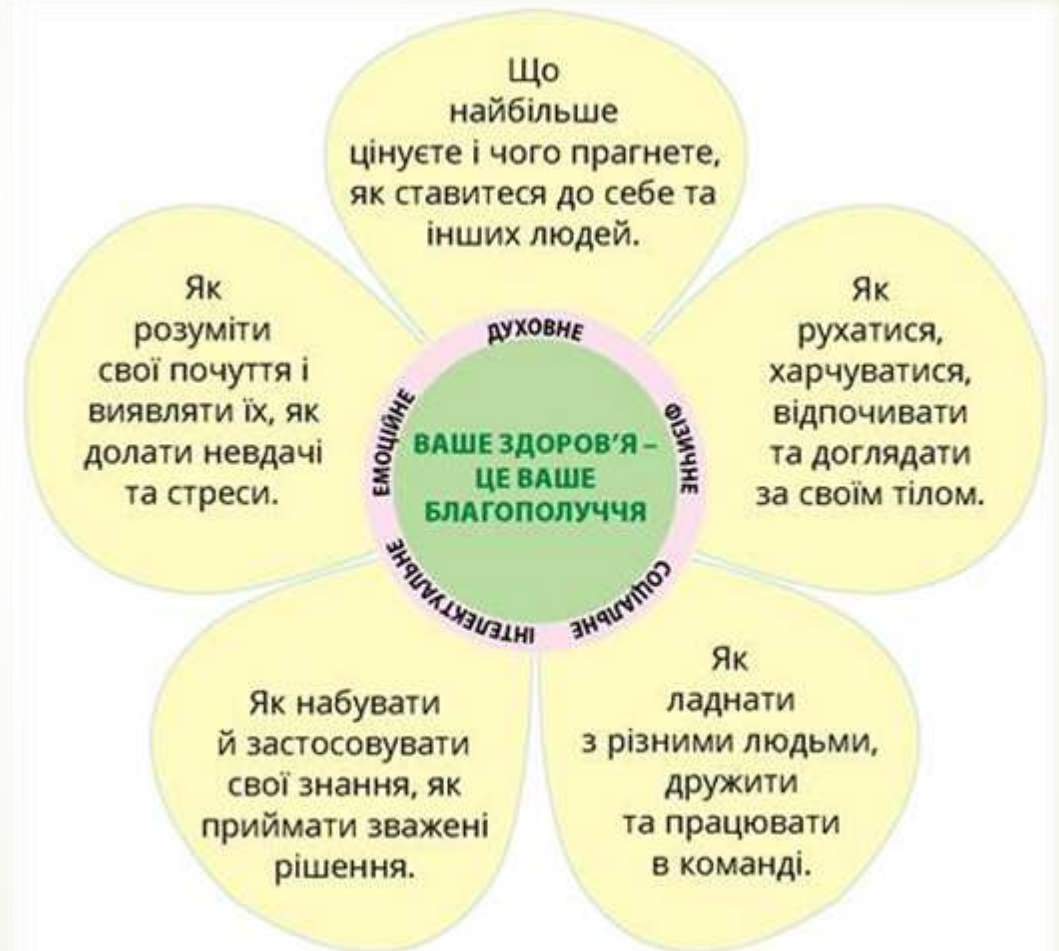 Що
найбільше
цінуєте і чого прагнете,
як ставитеся до себе та
інших людей.
Як
розуміти
свої почуття і
виявляти їх, як
долати невдачі
та стреси.
Як
рухатися,
харчуватися,
відпочивати
та доглядати
за своїм тілом.
ДУХОВНЕ
ЕМОЦІЙНЕ
ФІЗИЧНЕ
ВАШЕ ЗДОРОВ’Я –
ЦЕ ВАШЕ
БЛАГОПОЛУЧЧЯ
ІНТЕЛЕКТУАЛЬНЕ
СОЦІАЛЬНЕ
Як набувати
й застосовувати
свої знання, як
приймати зважені
рішення.
Як
ладнати
з різними людьми,
дружити
та працювати
в команді.